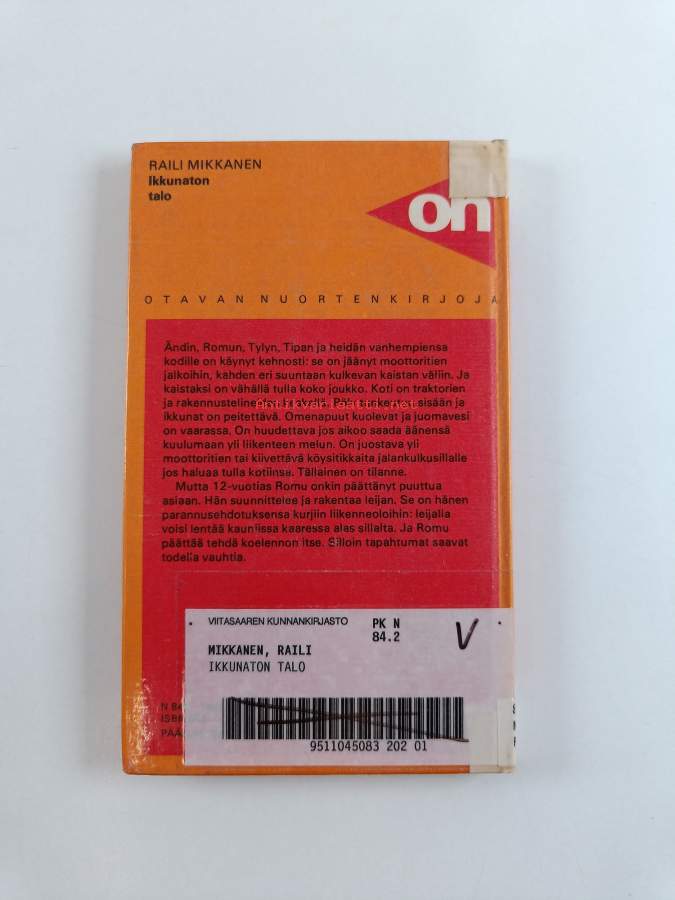 RAILI MIKKANEN
Ikkunaton
talo
on
OTAVAN NUORTENKIRJOJA
Ändin, Romun, Tylyn, Tipan ja heidän vanhempiensa
kodille on käynyt kehnosti: se on jäänyt moottoritien
jalkoihin, kahden eri suuntaan kulkevan kaistan väliin. Ja
kaistaksi on vähällä tulla koko joukko. Koti on traktorien
ja sisään ja
ikkunat on peitettävä. Omenapuut kuolevat ja juomavesi
on vaarassa. On huudettava jos aikoo saada äänensä
kuulumaan yli liikenteen melun. On juostava yli
moottoritien tai kiivettävä köysitikkaita jalankulkusillalle
jos haluaa tulla kotiinsa. Tällainen on tilanne.
Mutta 12-vuotias Romu onkin päättänyt puuttua
asiaan. Hän suunnittelee ja rakentaa leijan. Se on hänen
parannusehdotuksensa kurjiin liikenneoloihin: leijalla
voisi lentää kauniissa kaaressa alas sillalta. Ja Romu
päättää tehdä koelennon itse. Silloin tapahtumat saavat
todella vauhtia.
VIITASAAREN KUNNANKIRJASTO
PK N
84.2
V
MIKKANEN, RAILI
IKKUNATON TALO
9511045083 202 01